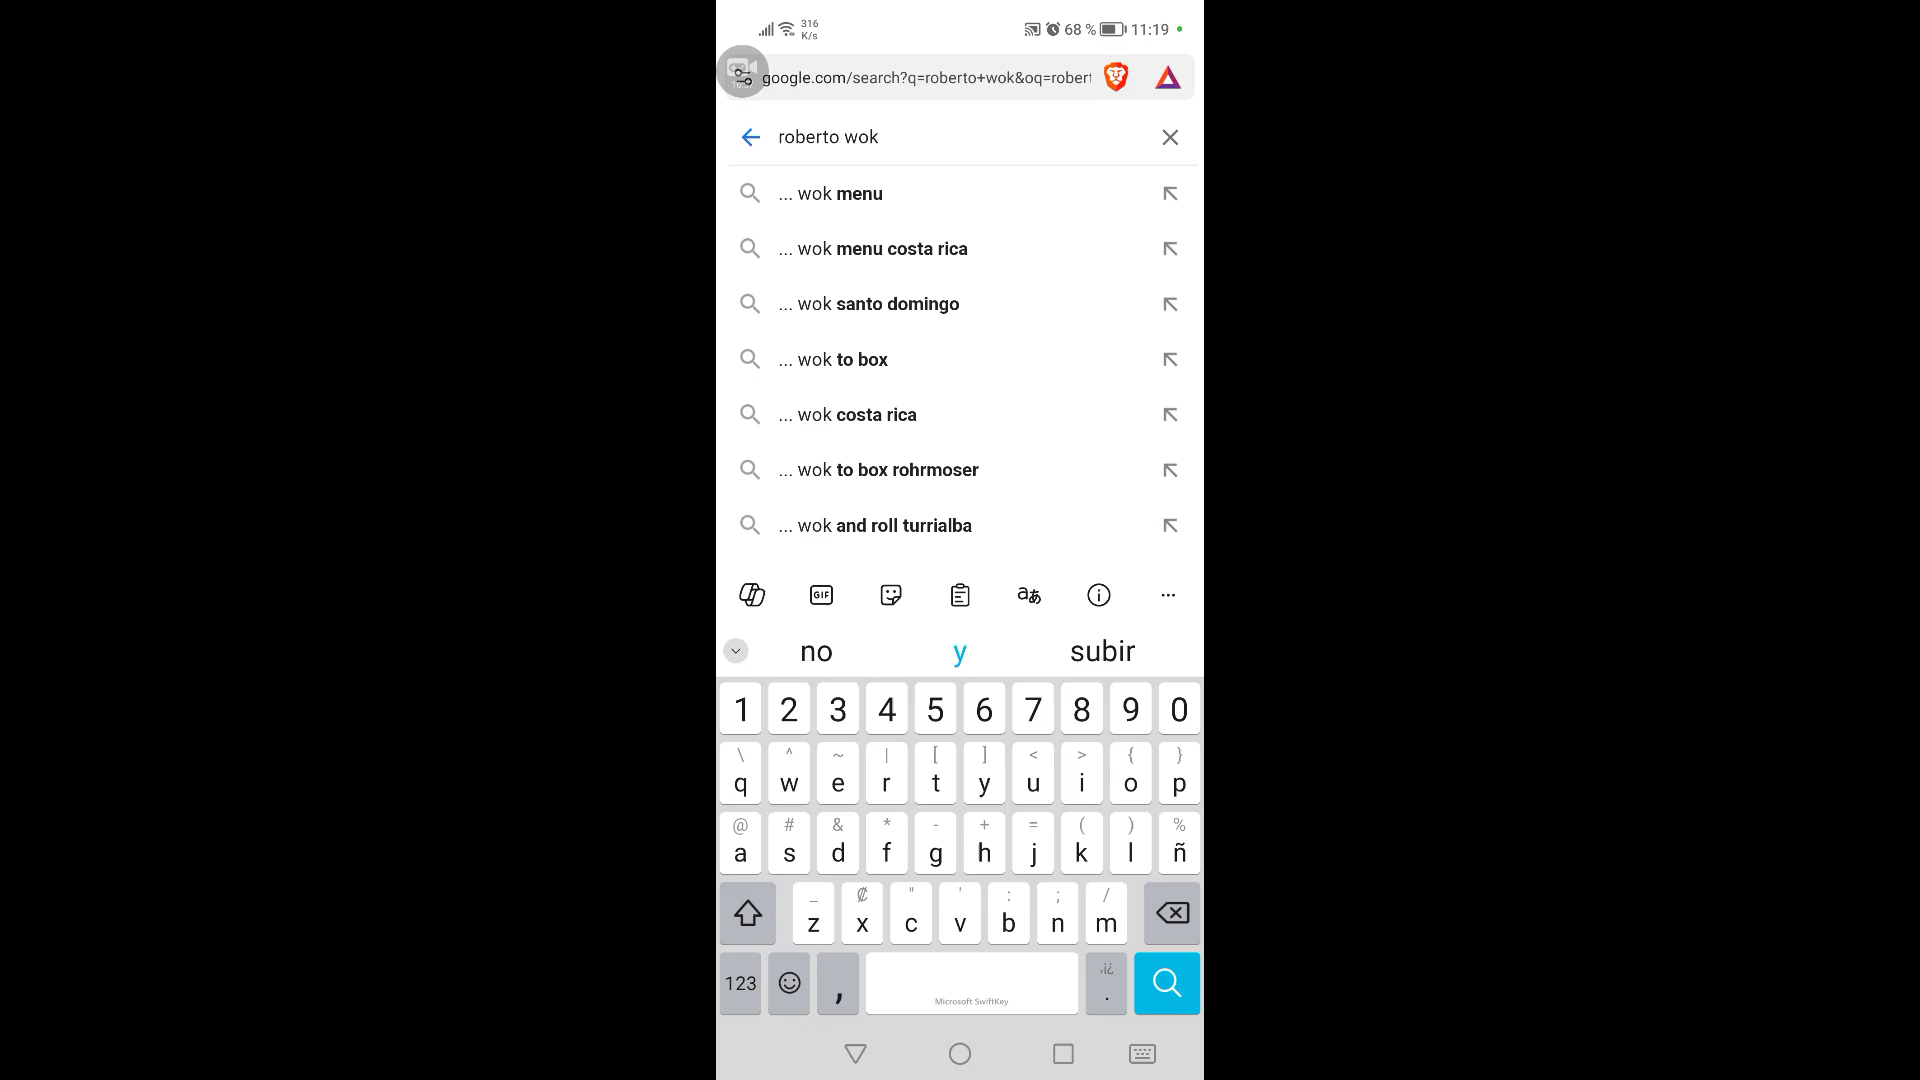 316
K/s
68 %
11:19
google.com/search?q=roberto+wok&oq=robert
roberto wok
... wok menu
... wok menu costa rica
... wok santo domingo
... wok to box
... wok costa rica
... wok to box rohrmoser
... wok and roll turrialba
GIF
aあ
...
no y subir
1 2 3 4 5 6 7 8 9 0
\ ^ ~ | [ ] < > { }
q w e r t y u i o p
@ # & * - + = ( ) %
a s d f g h j k l ñ
_ ₡ " ' : ; /
z x c v b n m
,¡¿
123 , .
Microsoft SwiftKey